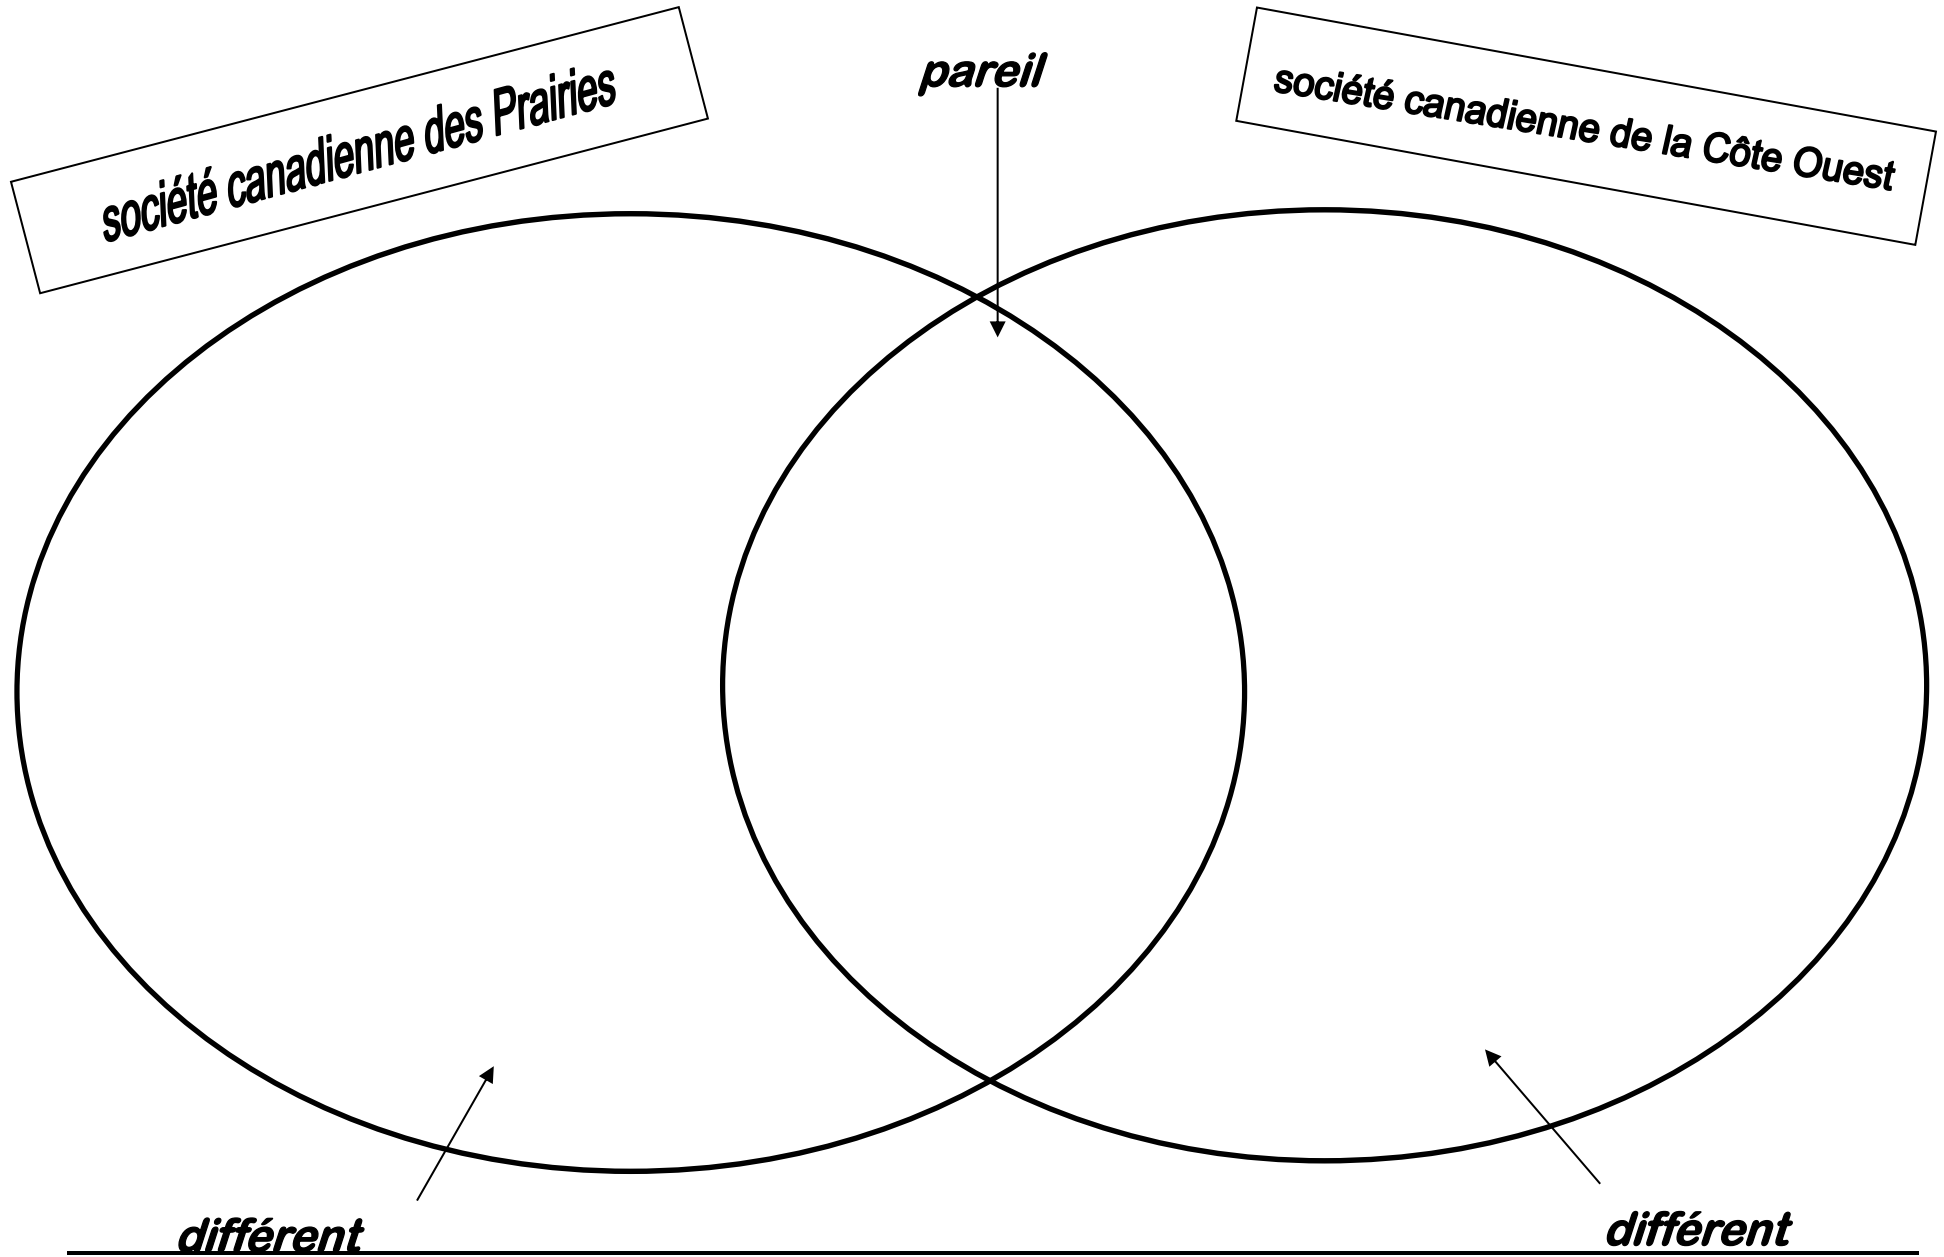 société canadienne des Prairies
pareil
société canadienne de la Côte Ouest
différent
différent